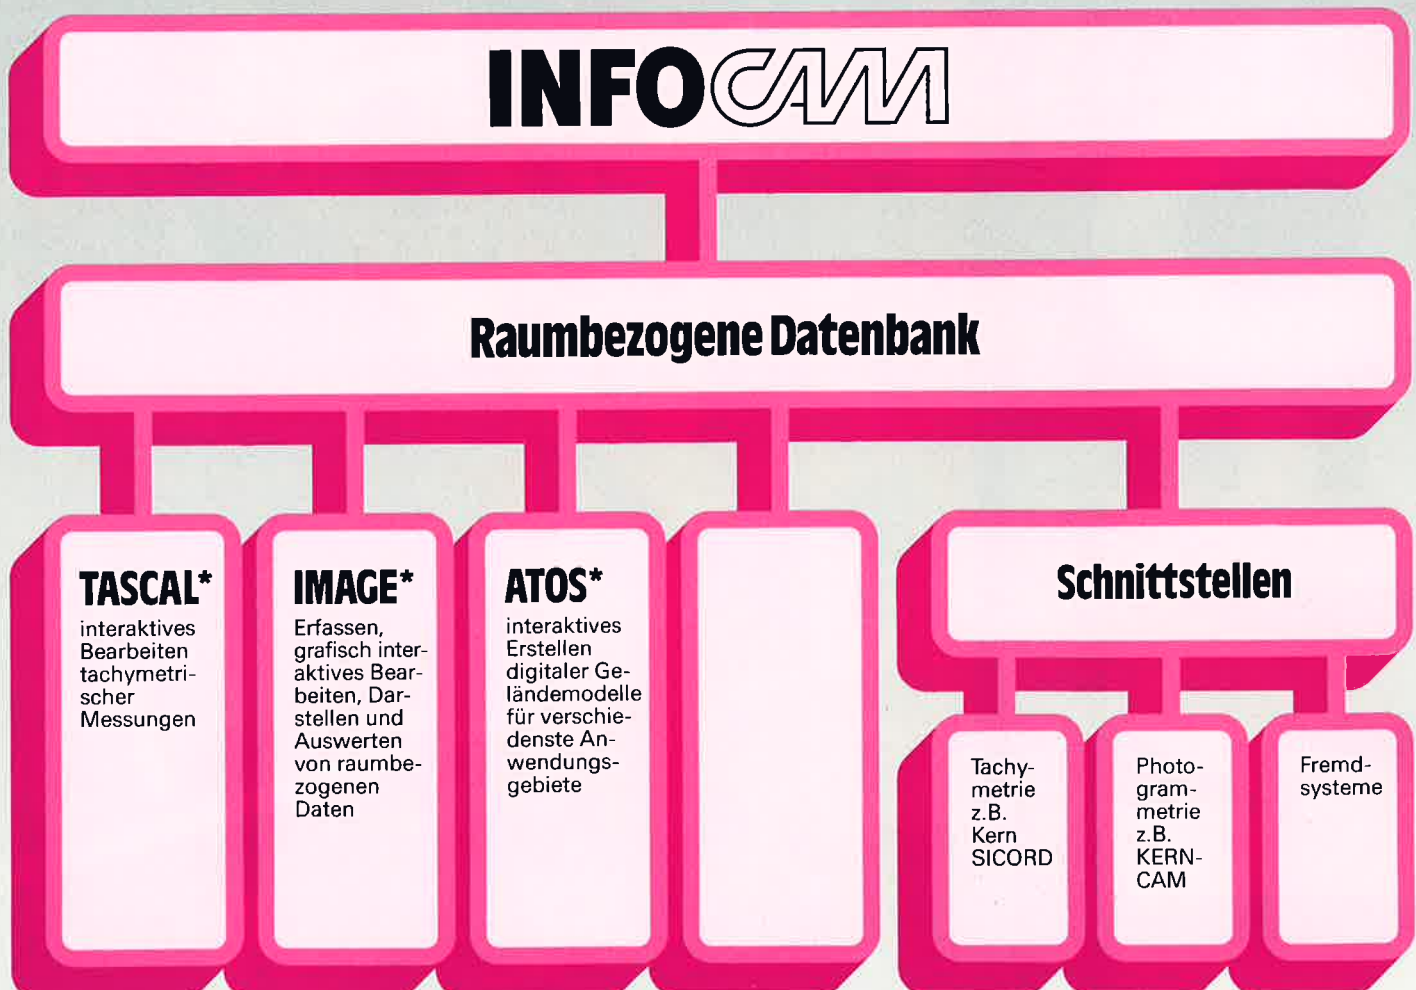 INFOCAM
Raumbezogene Datenbank
TASCAL*
interaktives
Bearbeiten
tachymetri-
scher
Messungen
IMAGE*
Erfassen,
grafisch inter-
aktives Bear-
beiten, Dar-
stellen und
Auswerten
von raumbe-
zogenen
Daten
ATOS*
interaktives
Erstellen
digitaler Ge-
ländemodelle
für verschie-
denste An-
wendungs-
gebiete
Schnittstellen
Tachy-
metrie
z.B.
Kern
SICORD
Photo-
gram-
metrie
z.B.
KERN-
CAM
Fremd-
systeme